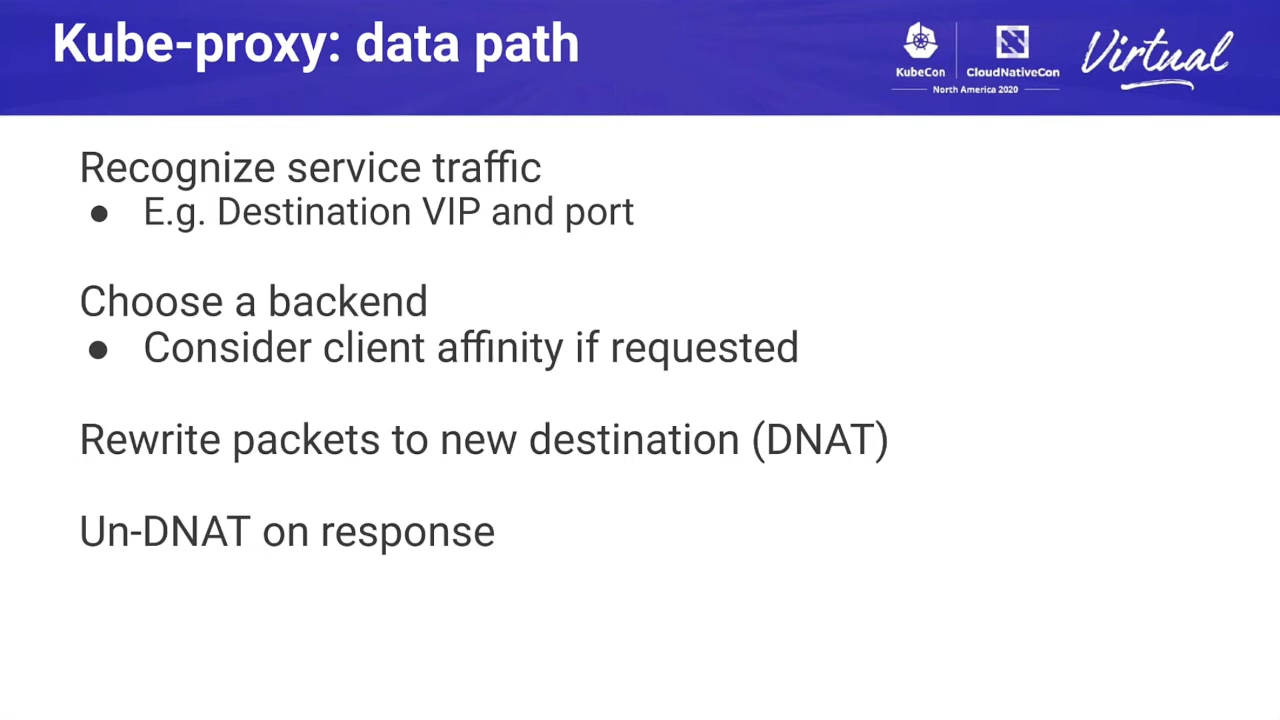 Kube-proxy: data path
KubeCon
CloudNativeCon
North America 2020
Virtual
Recognize service traffic
● E.g. Destination VIP and port
Choose a backend
● Consider client affinity if requested
Rewrite packets to new destination (DNAT)
Un-DNAT on response